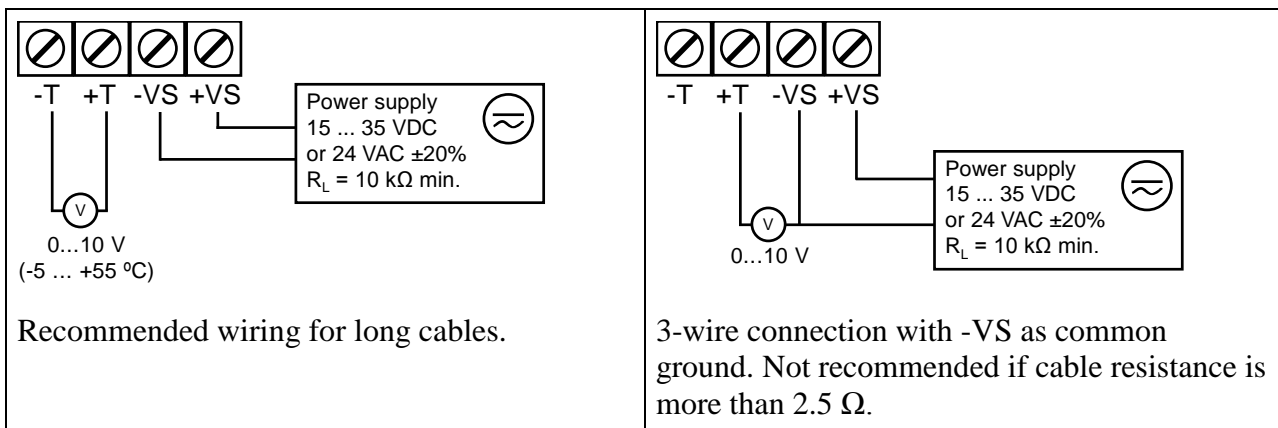 -T +T -VS +VS
Power supply
15 ... 35 VDC
or 24 VAC ±20%
R_L = 10 kΩ min.
V
0...10 V
(-5 ... +55 ºC)
Recommended wiring for long cables.
-T +T -VS +VS
Power supply
15 ... 35 VDC
or 24 VAC ±20%
R_L = 10 kΩ min.
V
0...10 V
3-wire connection with -VS as common
ground. Not recommended if cable resistance is
more than 2.5 Ω.